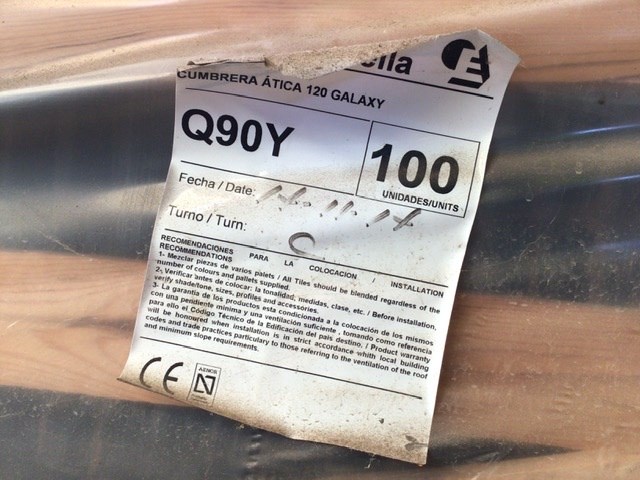 ella
CUMBRERA ÁTICA 120 GALAXY
Q90Y
100
UNIDADES/UNITS
Fecha / Date: 17-11-17
Turno / Turn: C
RECOMENDACIONES PARA LA COLOCACION / INSTALLATION
RECOMMENDATIONS
1- Mezclar piezas de varios palets / All Tiles should be blended regardless of the
number of colours and pallets supplied.
2-, Verificar antes de colocar: la tonalidad, medidas, clase, etc. / Before installation,
verify shade/tone, sizes, profiles and accessories.
3- La garantía de los productos esta condicionada a la colocación de los mismos
con una pendiente mínima y una ventilación suficiente , tomando como referencia
para ello el Código Técnico de la Edificación del país destino. / Product warranty
will be honoured when installation is in strict accordance whith local building
codes and trade practices particulary to those referring to the ventilation of the roof
and minimum slope requirements.
CE
AENOR
N